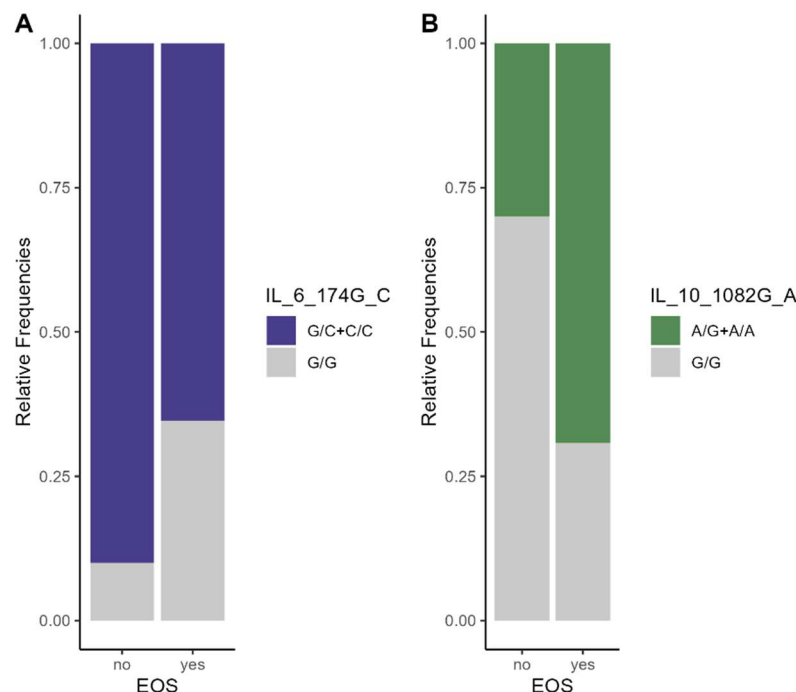 A
1.00
0.75
0.50
0.25
0.00
Relative Frequencies
no yes
EOS
IL_6_174G_C
G/C+C/C
G/G
B
1.00
0.75
0.50
0.25
0.00
Relative Frequencies
no yes
EOS
IL_10_1082G_A
A/G+A/A
G/G